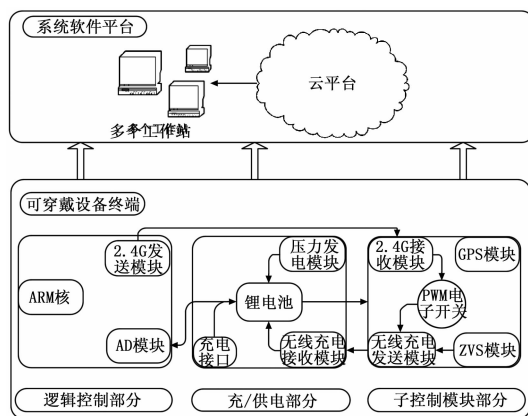 系统软件平台
云平台
多个工作站
可穿戴设备终端
2.4G发
送模块
压力发
电模块
2.4G接
收模块
GPS模块
ARM核
锂电池
PWM电
子开关
AD模块
充电
接口
无线充电
接收模块
无线充电
发送模块
ZVS模块
逻辑控制部分
充/供电部分
子控制模块部分